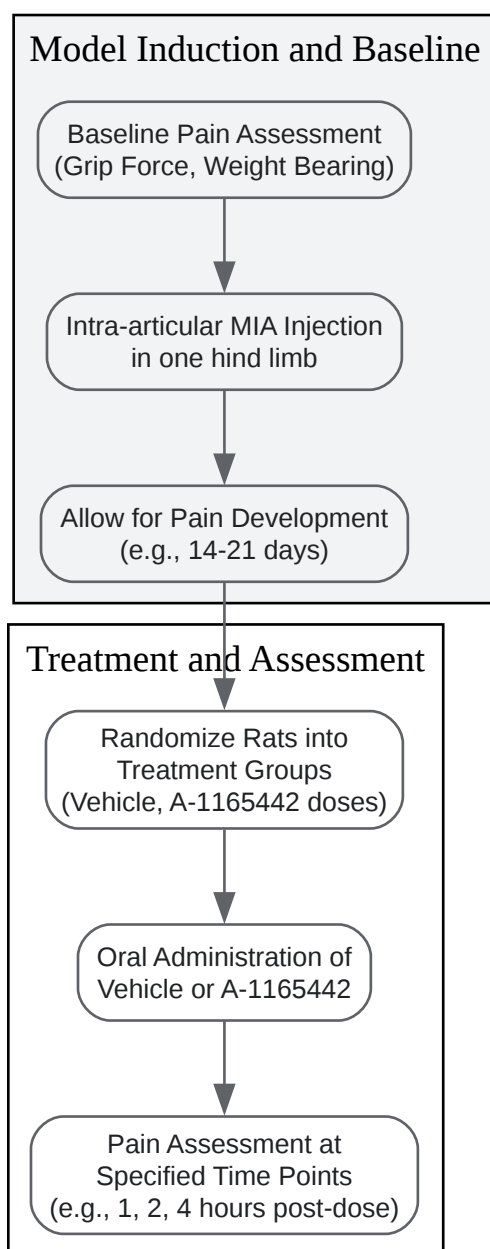 Model Induction and Baseline
Baseline Pain Assessment
(Grip Force, Weight Bearing)
Intra-articular MIA Injection
in one hind limb
Allow for Pain Development
(e.g., 14-21 days)
Treatment and Assessment
Randomize Rats into
Treatment Groups
(Vehicle, A-1165442 doses)
Oral Administration of
Vehicle or A-1165442
Pain Assessment at
Specified Time Points
(e.g., 1, 2, 4 hours post-dose)